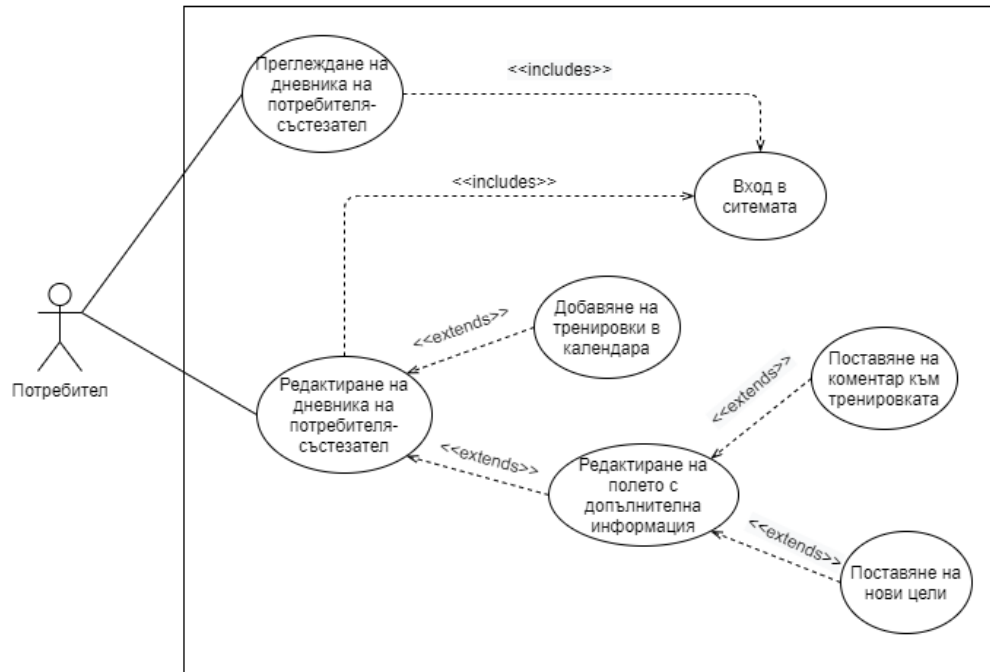 Преглеждане на
дневника на
потребителя-
състезател
<<includes>>
<<includes>>
Вход в
ситемата
Добавяне на
тренировки в
календара
<<extends>>
Поставяне на
коментар към
тренировката
<<extends>>
Потребител
Редактиране на
дневника на
потребителя-
състезател
<<extends>>
Редактиране на
полето с
допълнителна
информация
<<extends>>
Поставяне на
нови цели